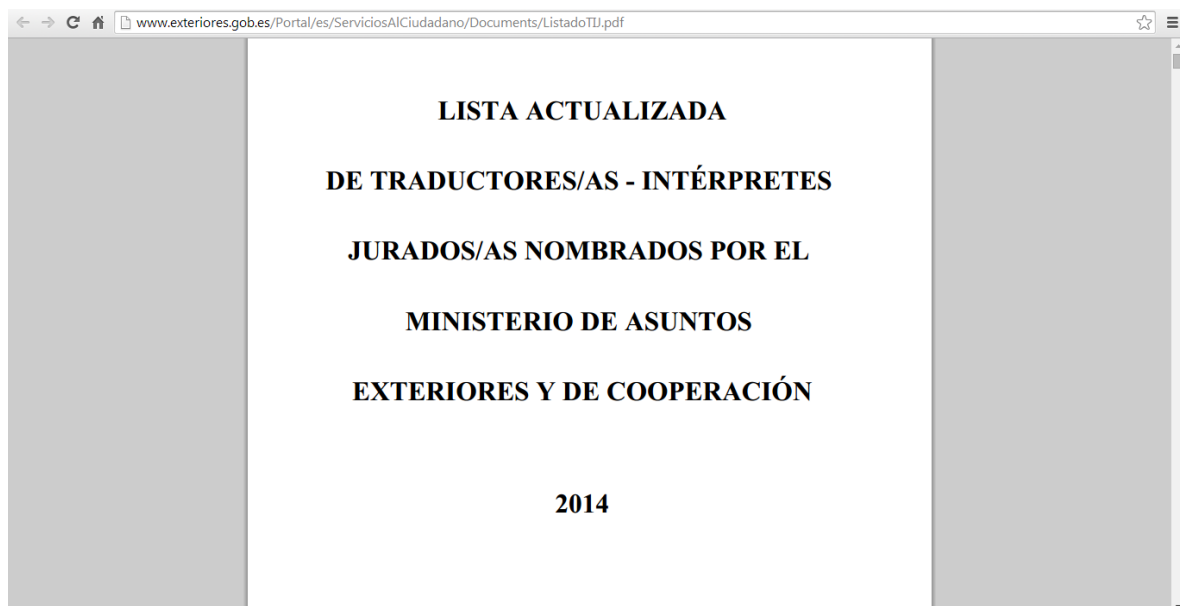 www.exteriores.gob.es/Portal/es/ServiciosAlCiudadano/Documents/ListadoTIJ.pdf
LISTA ACTUALIZADA
DE TRADUCTORES/AS - INTÉRPRETES
JURADOS/AS NOMBRADOS POR EL
MINISTERIO DE ASUNTOS
EXTERIORES Y DE COOPERACIÓN
2014